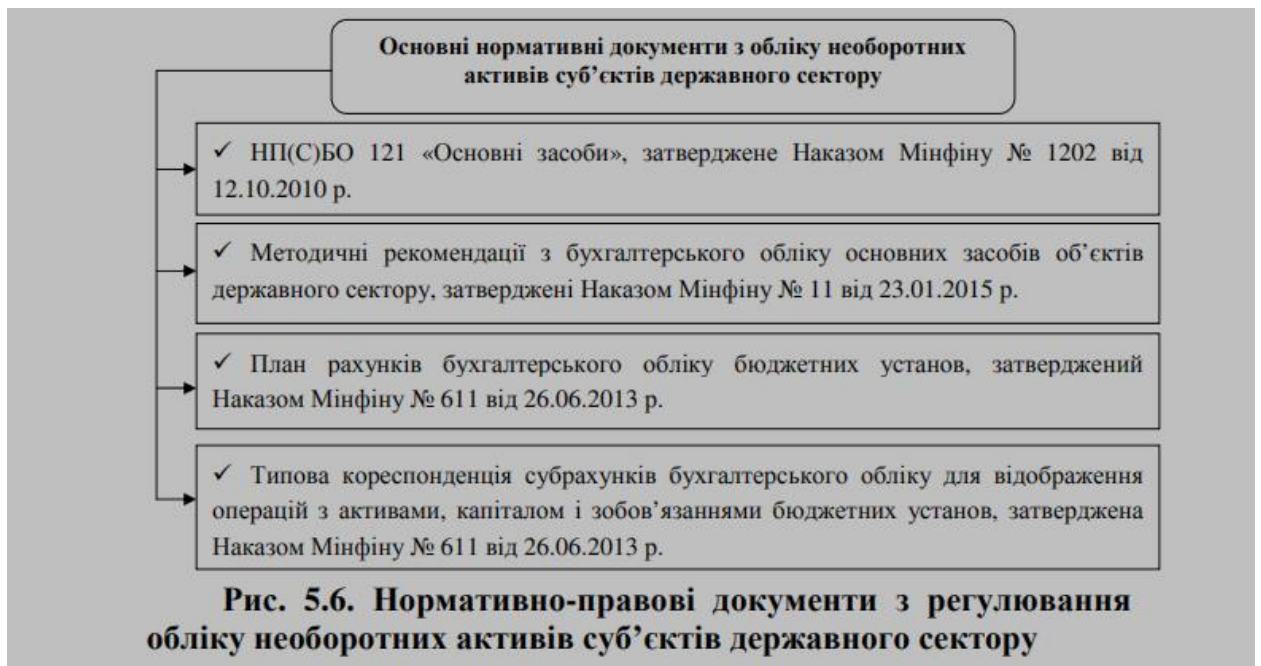 Основні нормативні документи з обліку необоротних
активів суб’єктів державного сектору
✓ НП(С)БО 121 «Основні засоби», затверджене Наказом Мінфіну № 1202 від
12.10.2010 р.
✓ Методичні рекомендації з бухгалтерського обліку основних засобів об’єктів
державного сектору, затверджені Наказом Мінфіну № 11 від 23.01.2015 р.
✓ План рахунків бухгалтерського обліку бюджетних установ, затверджений
Наказом Мінфіну № 611 від 26.06.2013 р.
✓ Типова кореспонденція субрахунків бухгалтерського обліку для відображення
операцій з активами, капіталом і зобов’язаннями бюджетних установ, затверджена
Наказом Мінфіну № 611 від 26.06.2013 р.
Рис. 5.6. Нормативно-правові документи з регулювання
обліку необоротних активів суб’єктів державного сектору